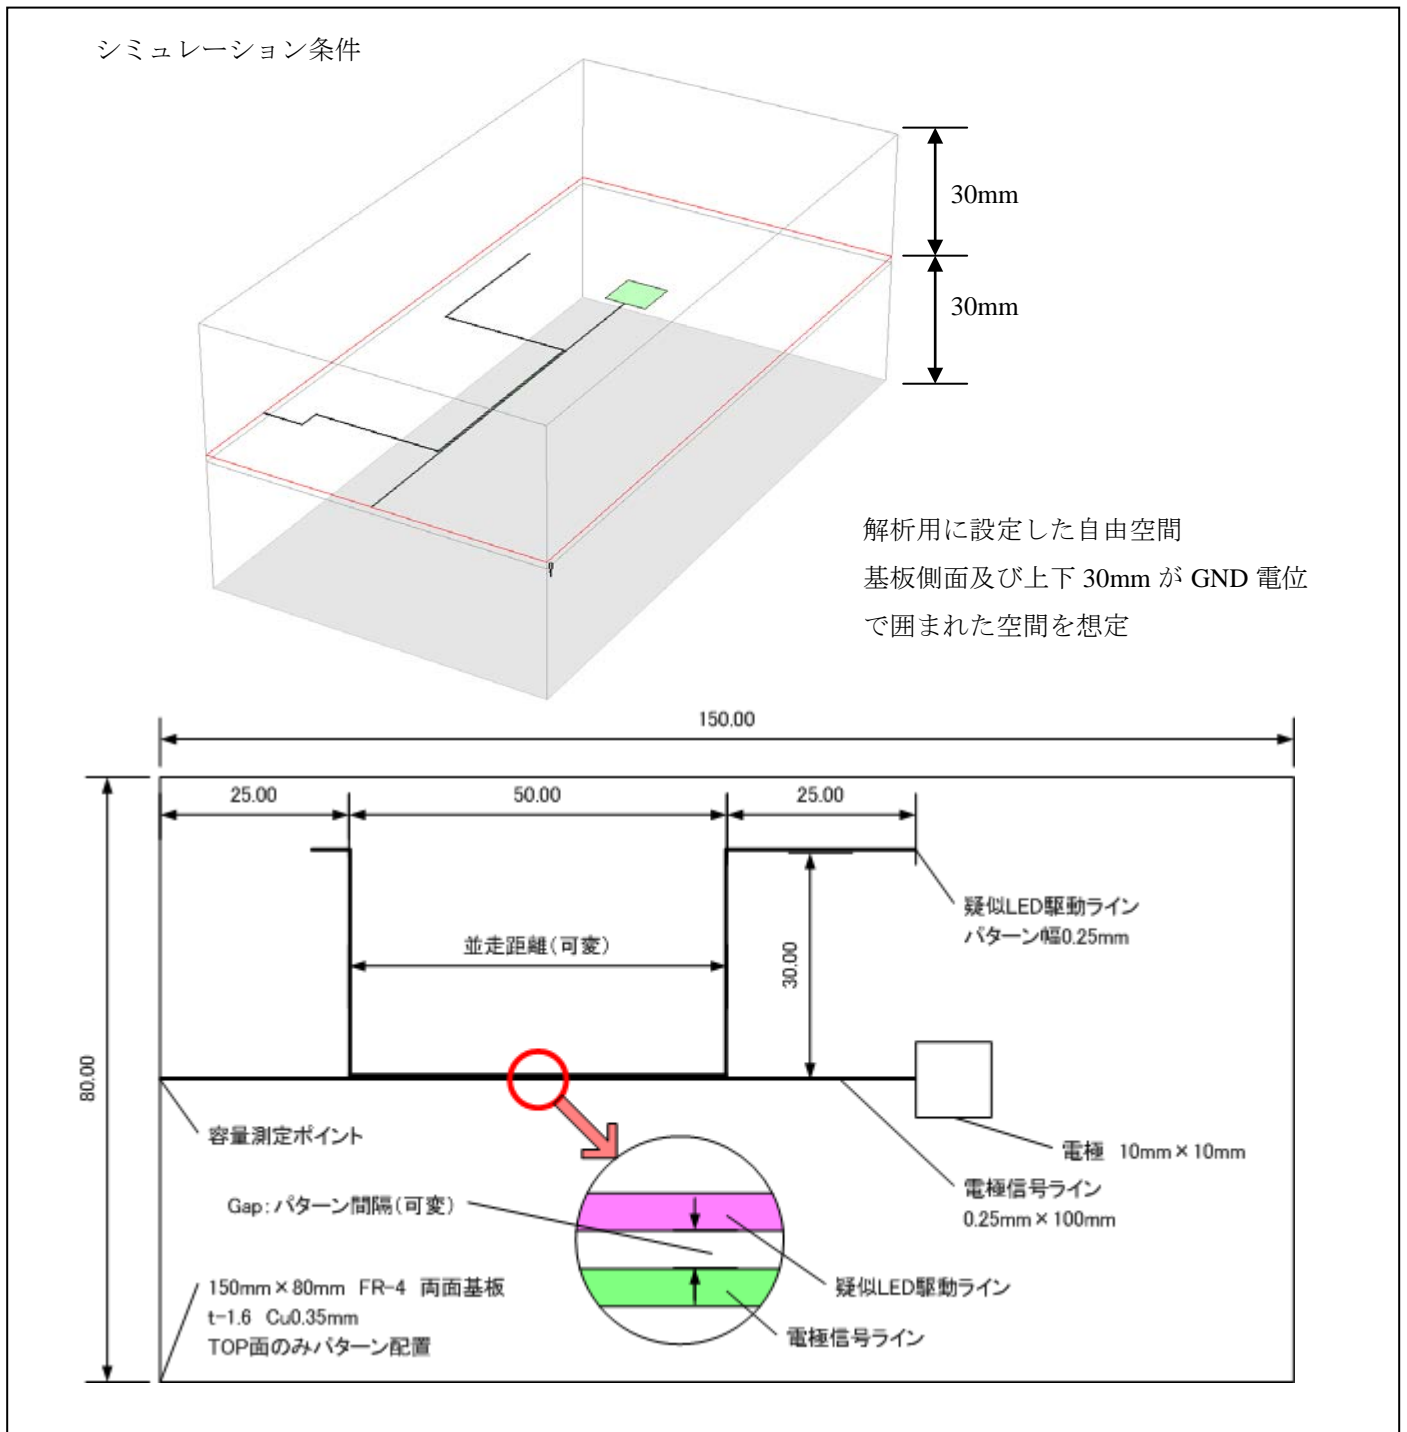 シミュレーション条件
30mm
30mm
解析用に設定した自由空間
基板側面及び上下 30mm が GND 電位
で囲まれた空間を想定
150.00
25.00
50.00
25.00
疑似LED駆動ライン
パターン幅0.25mm
並走距離(可変)
30.00
80.00
容量測定ポイント
電極 10mm×10mm
電極信号ライン
0.25mm×100mm
Gap:パターン間隔(可変)
疑似LED駆動ライン
電極信号ライン
150mm×80mm FR-4 両面基板
t-1.6 Cu0.35mm
TOP面のみパターン配置